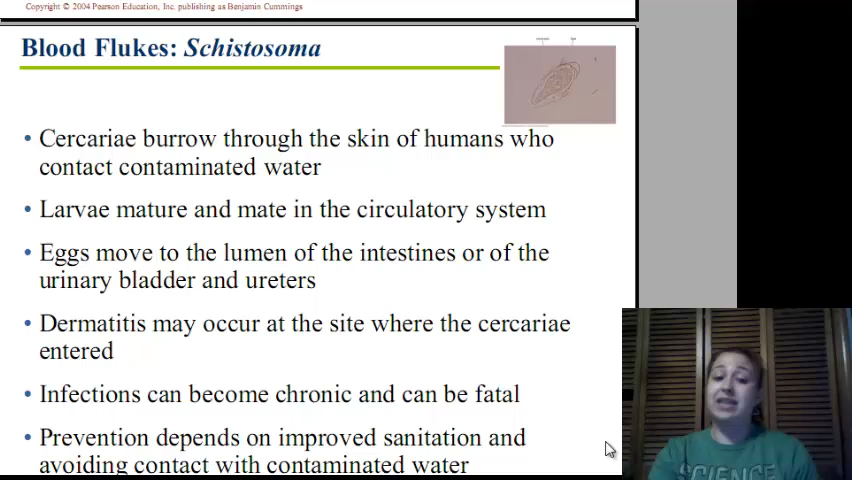 Copyright © 2004 Pearson Education, Inc. publishing as Benjamin Cummings
Blood Flukes: Schistosoma
• Cercariae burrow through the skin of humans who
contact contaminated water
• Larvae mature and mate in the circulatory system
• Eggs move to the lumen of the intestines or of the
urinary bladder and ureters
• Dermatitis may occur at the site where the cercariae
entered
• Infections can become chronic and can be fatal
• Prevention depends on improved sanitation and
avoiding contact with contaminated water
SCIENCE